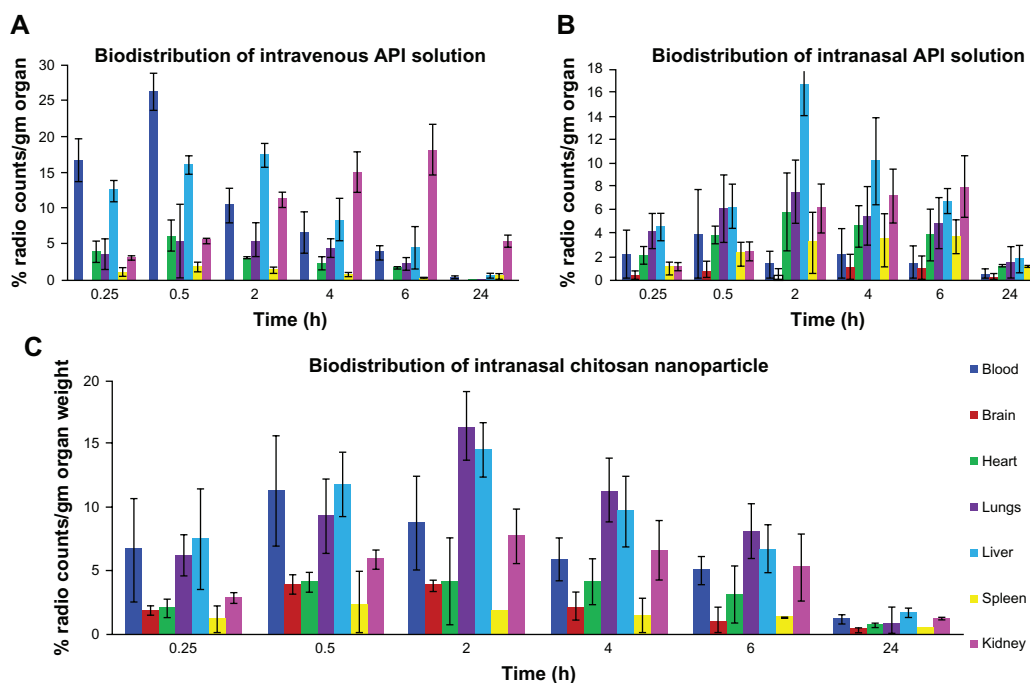 A
Biodistribution of intravenous API solution
% radio counts/gm organ
30
25
20
15
10
5
0
0.25 0.5 2 4 6 24
Time (h)
B
Biodistribution of intranasal API solution
% radio counts/gm organ
18
16
14
12
10
8
6
4
2
0
0.25 0.5 2 4 6 24
Time (h)
C
Biodistribution of intranasal chitosan nanoparticle
% radio counts/gm organ weight
20
15
10
5
0
0.25 0.5 2 4 6 24
Time (h)
Blood
Brain
Heart
Lungs
Liver
Spleen
Kidney